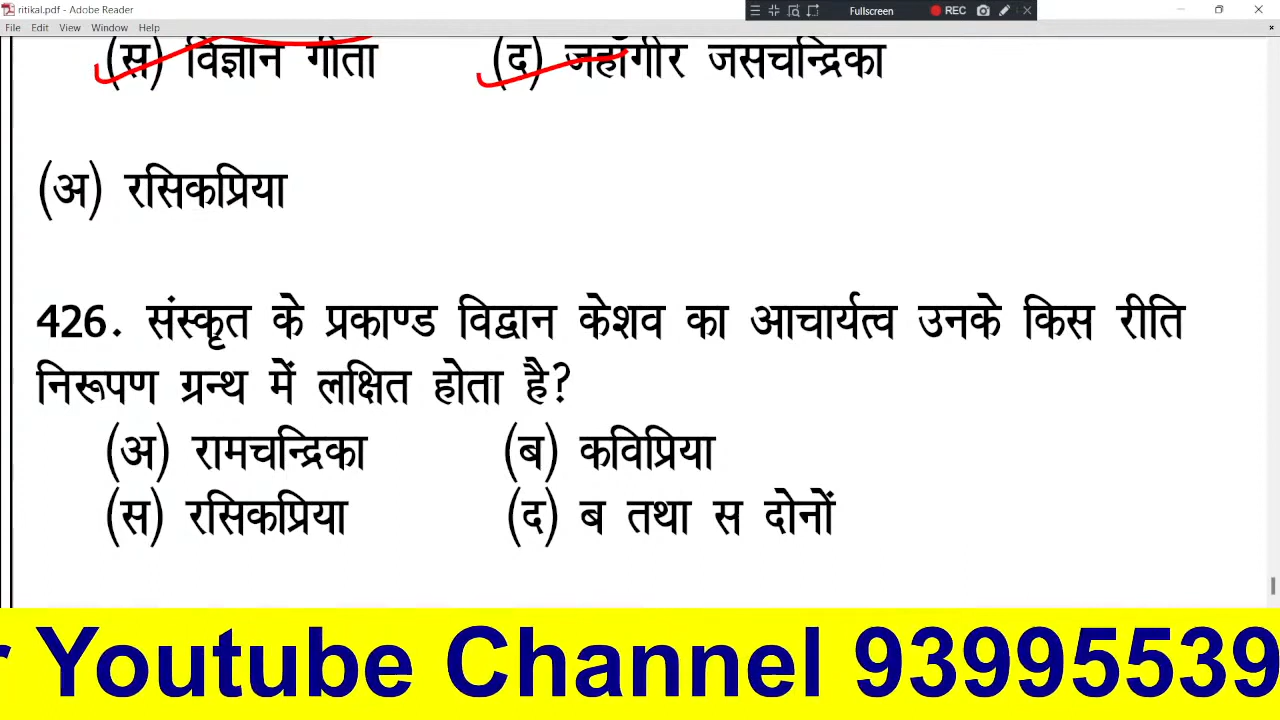 ritikal.pdf - Adobe Reader
Fullscreen REC
File Edit View Window Help
(स) विज्ञान गीता (द) जहाँगीर जसचन्द्रिका
(अ) रसिकप्रिया
426. संस्कृत के प्रकाण्ड विद्वान केशव का आचार्यत्व उनके किस रीति
निरूपण ग्रन्थ में लक्षित होता है?
(अ) रामचन्द्रिका (ब) कविप्रिया
(स) रसिकप्रिया (द) ब तथा स दोनों
r Youtube Channel 93995539